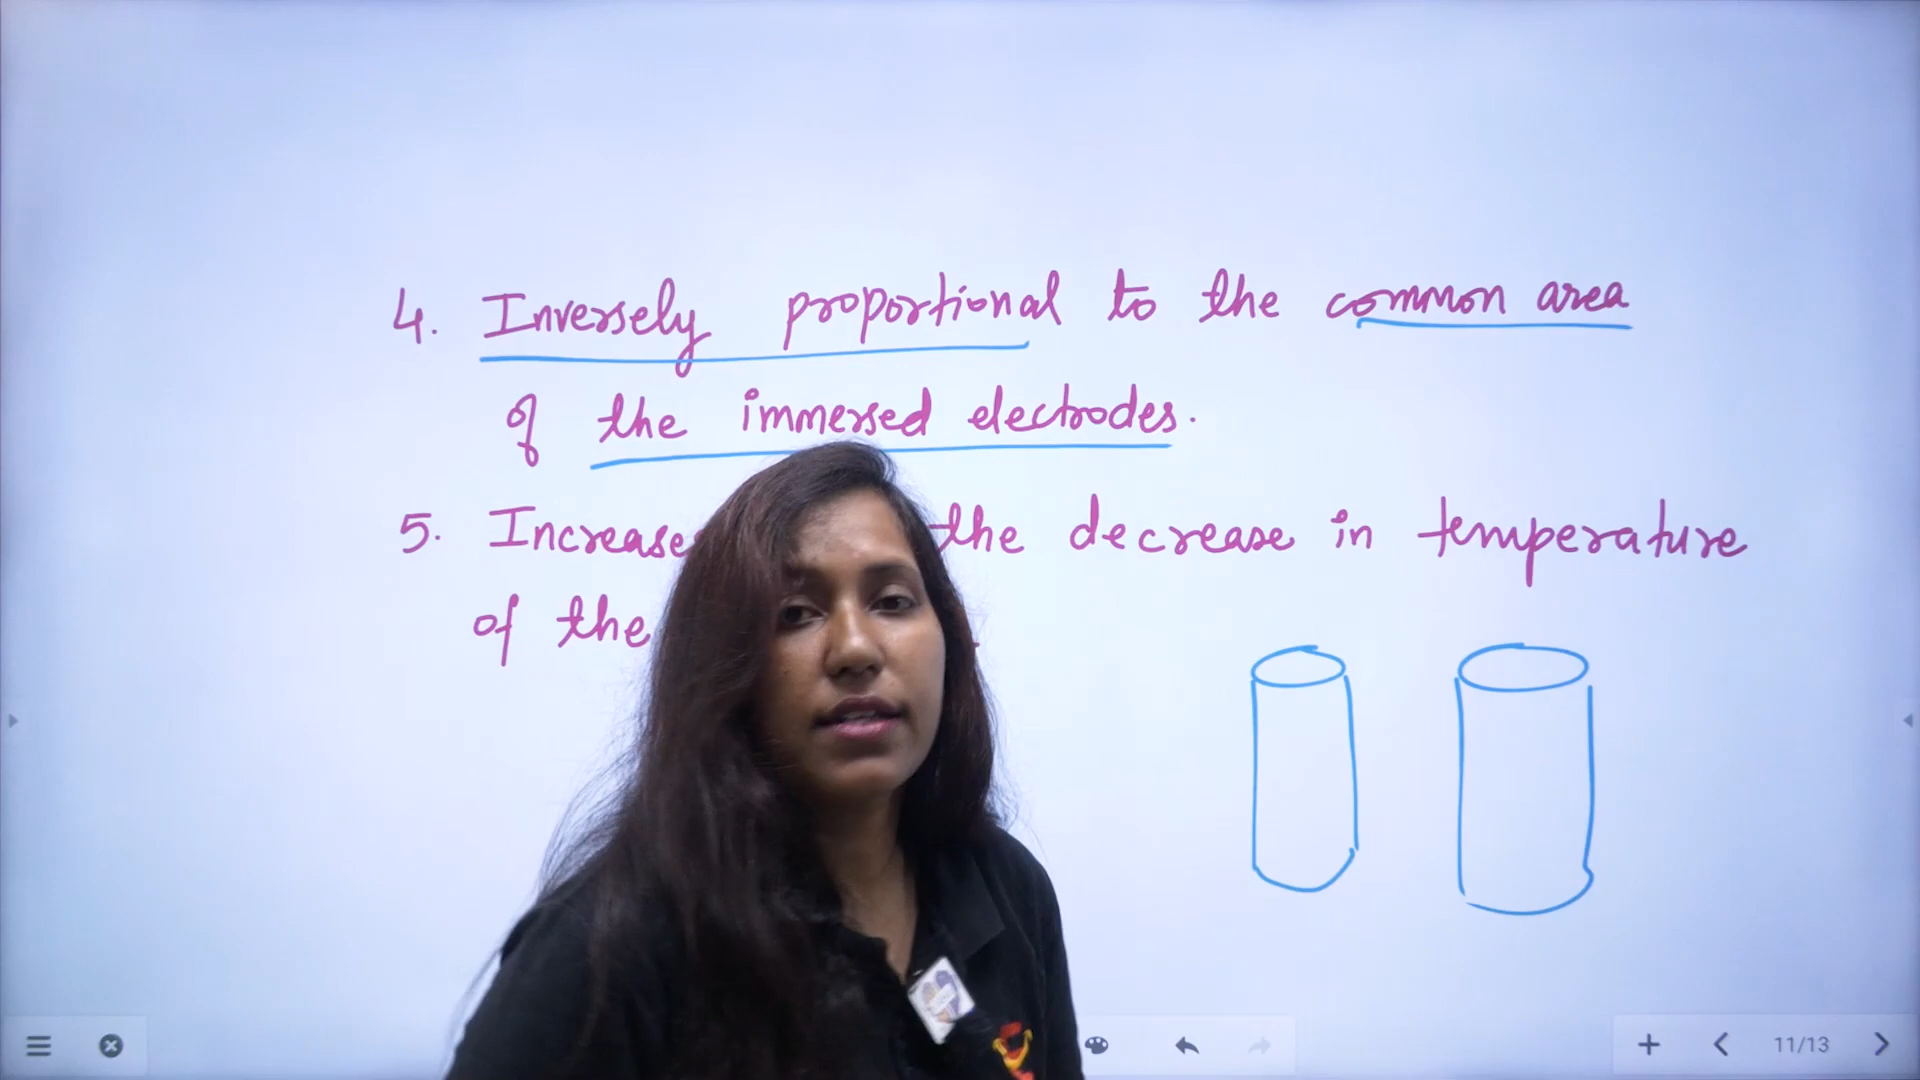 4. Inversely proportional to the common area
of the immersed electrodes.
5. the decrease in temperature
of the
11/13